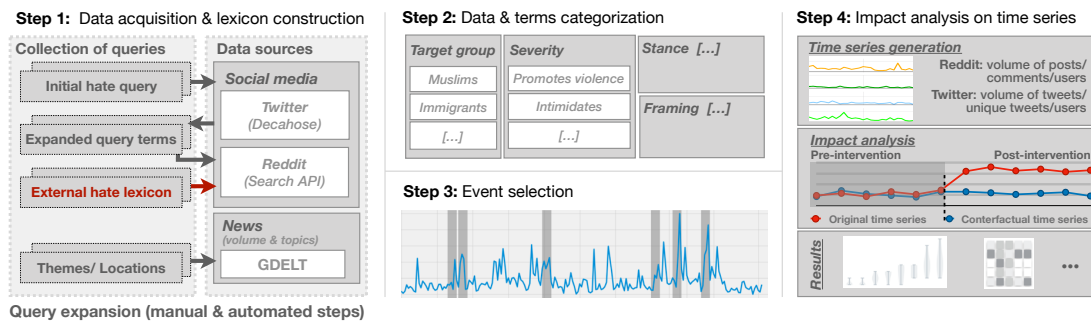 Step 1: Data acquisition & lexicon construction
Collection of queries
Data sources
Initial hate query
Expanded query terms
External hate lexicon
Themes/ Locations
Social media
Twitter
(Decahose)
Reddit
(Search API)
News
(volume & topics)
GDELT
Query expansion (manual & automated steps)
Step 2: Data & terms categorization
Target group
Muslims
Immigrants
[...]
Severity
Promotes violence
Intimidates
[...]
Stance [...]
Framing [...]
Step 3: Event selection
Step 4: Impact analysis on time series
Time series generation
Reddit: volume of posts/
comments/users
Twitter: volume of tweets/
unique tweets/users
Impact analysis
Pre-intervention
Post-intervention
Original time series
Conterfactual time series
Results
...